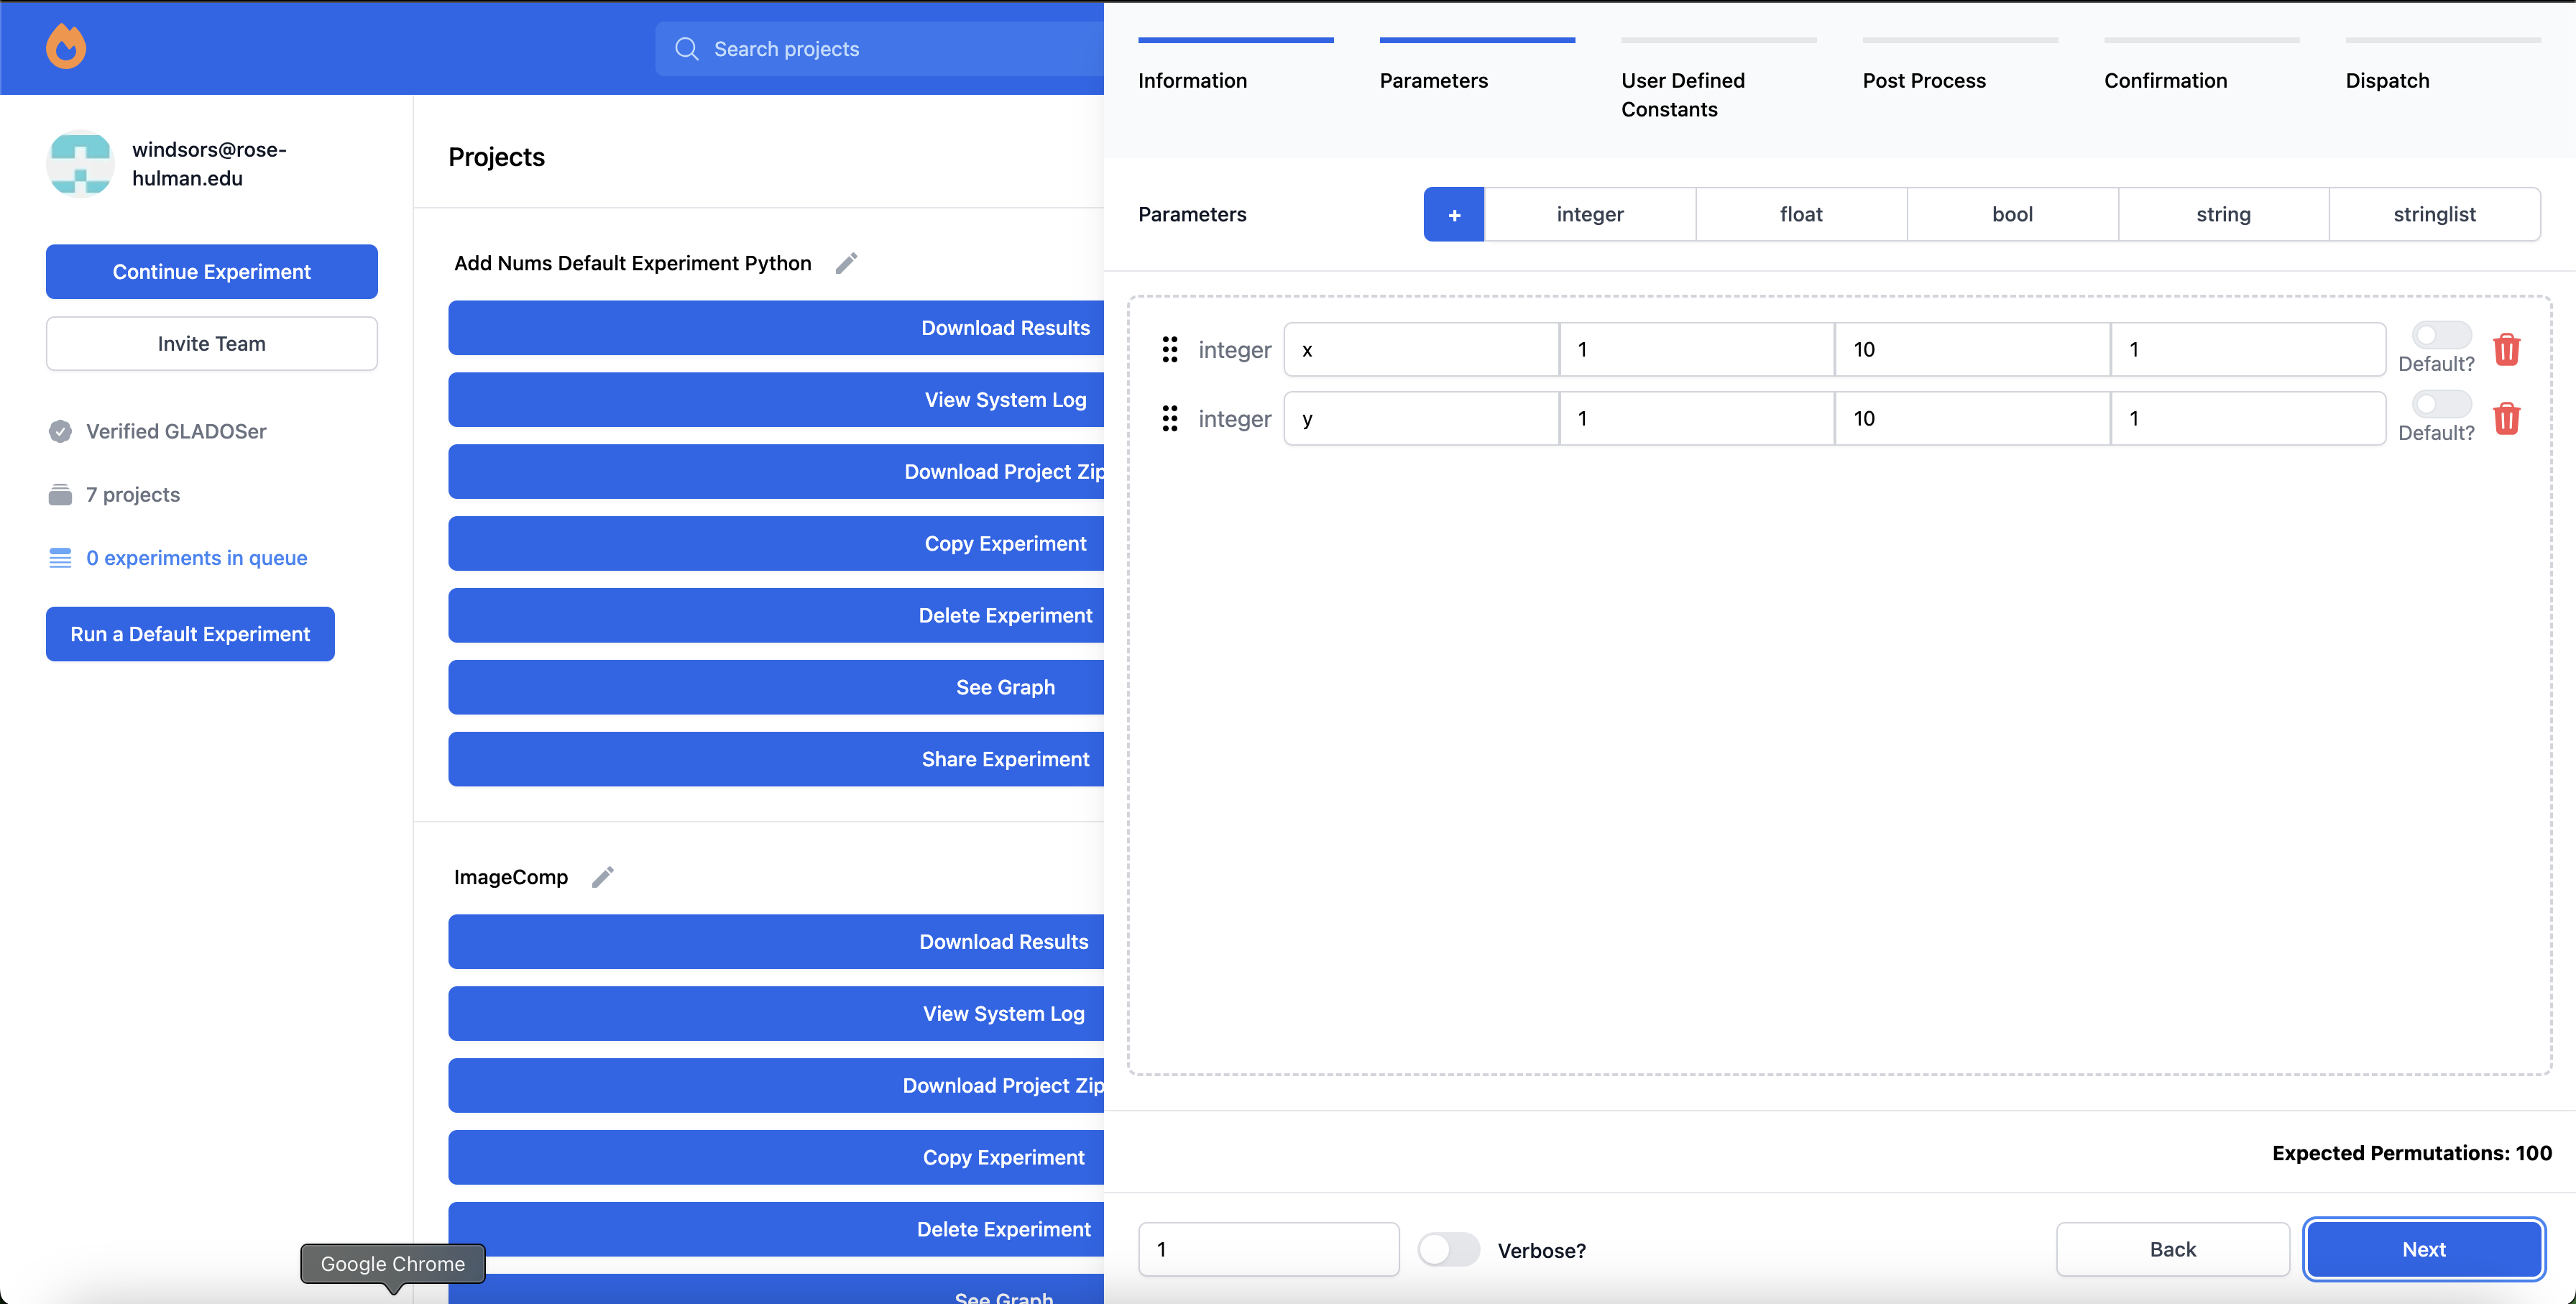 Search projects
windsors@rose-
hulman.edu
Continue Experiment
Invite Team
Verified GLADOSer
7 projects
0 experiments in queue
Run a Default Experiment
Projects
Add Nums Default Experiment Python
Download Results
View System Log
Download Project Zip
Copy Experiment
Delete Experiment
See Graph
Share Experiment
ImageComp
Download Results
View System Log
Download Project Zip
Copy Experiment
Delete Experiment
See Graph
Google Chrome
Information
Parameters
User Defined
Constants
Post Process
Confirmation
Dispatch
Parameters
+ integer float bool string stringlist
integer x 1 10 1 Default?
integer y 1 10 1 Default?
Expected Permutations: 100
1 Verbose? Back Next